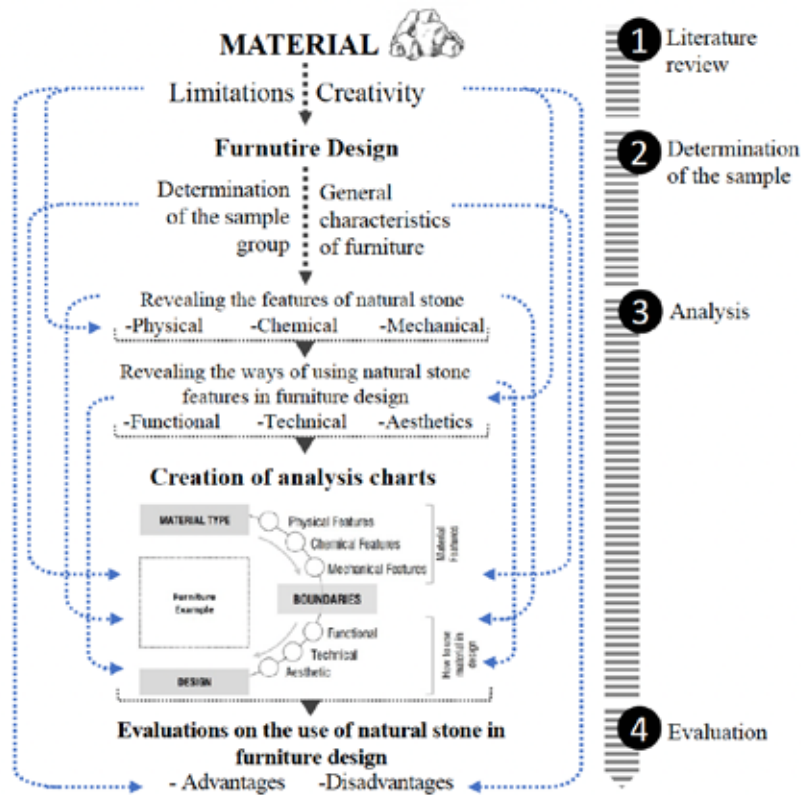 MATERIAL
Limitations Creativity
Furnutire Design
Determination
of the sample
group
General
characteristics
of furniture
Revealing the features of natural stone
-Physical -Chemical -Mechanical
Revealing the ways of using natural stone
features in furniture design
-Functional -Technical -Aesthetics
Creation of analysis charts
MATERIAL TYPE
Physical Features
Chemical Features
Mechanical Features
Material
Features
Furniture
Example
BOUNDARIES
Functional
Technical
Aesthetic
How to use
material in
design
DESIGN
Evaluations on the use of natural stone in
furniture design
- Advantages -Disadvantages
1 Literature
review
2 Determination
of the sample
3 Analysis
4 Evaluation